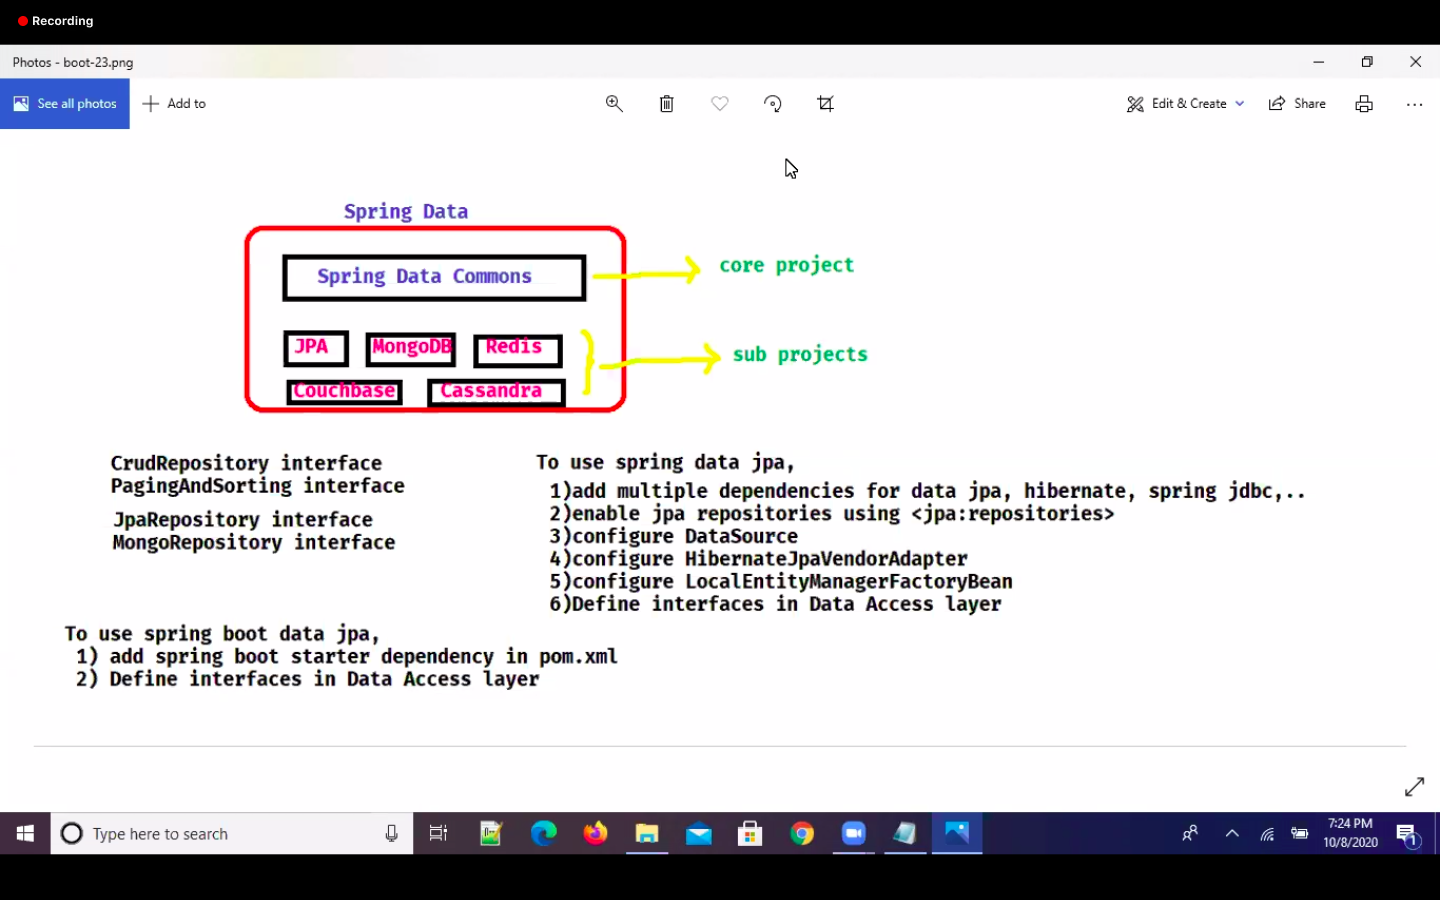 Recording
Photos - boot-23.png
See all photos
Add to
Edit & Create
Share
Spring Data
Spring Data Commons
core project
JPA
MongoDB
Redis
sub projects
Couchbase
Cassandra
CrudRepository interface
PagingAndSorting interface
JpaRepository interface
MongoRepository interface
To use spring data jpa,
1)add multiple dependencies for data jpa, hibernate, spring jdbc,..
2)enable jpa repositories using <jpa:repositories>
3)configure DataSource
4)configure HibernateJpaVendorAdapter
5)configure LocalEntityManagerFactoryBean
6)Define interfaces in Data Access layer
To use spring boot data jpa,
1) add spring boot starter dependency in pom.xml
2) Define interfaces in Data Access layer
Type here to search
7:24 PM
10/8/2020
1